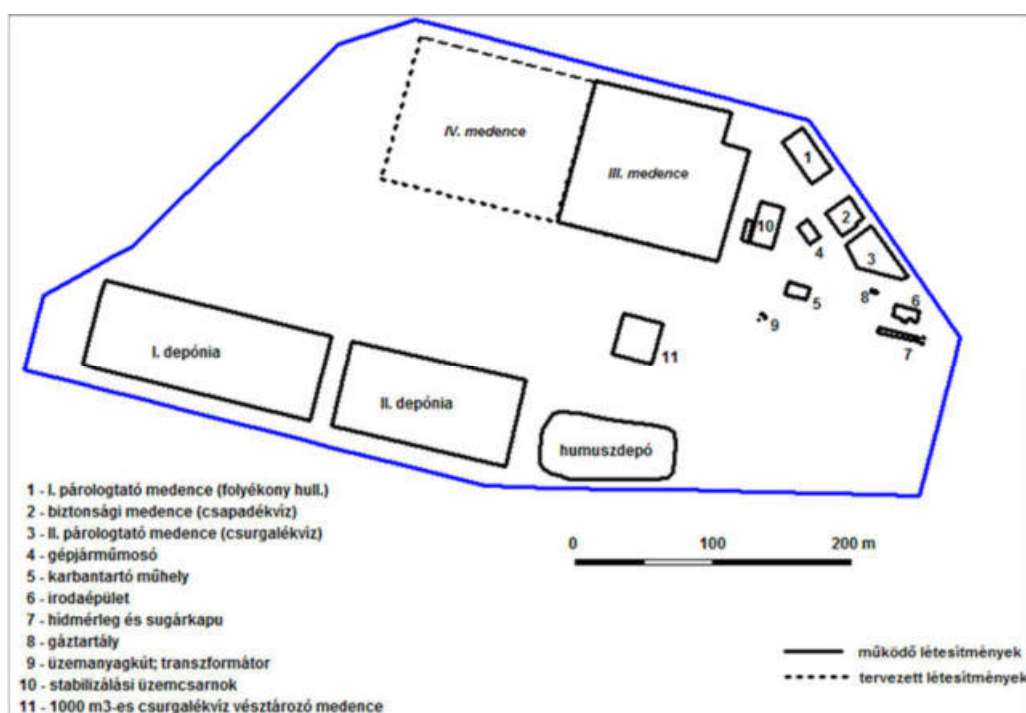 IV. medence
III. medence
1
2
3
10
4
5
8
6
9
7
11
I. depónia
II. depónia
humuszdepó
1 - I. párologtató medence (folyékony hull.)
2 - biztonsági medence (csapadékvíz)
3 - II. párologtató medence (csurgalékvíz)
4 - gépjárműmosó
5 - karbantartó műhely
6 - irodaépület
7 - hídmérleg és sugárkapu
8 - gáztartály
9 - üzemanyagkút; transzformátor
10 - stabilizálási üzemcsarnok
11 - 1000 m3-es csurgalékvíz vésztározó medence
0 100 200 m
működő létesítmények
tervezett létesítmények